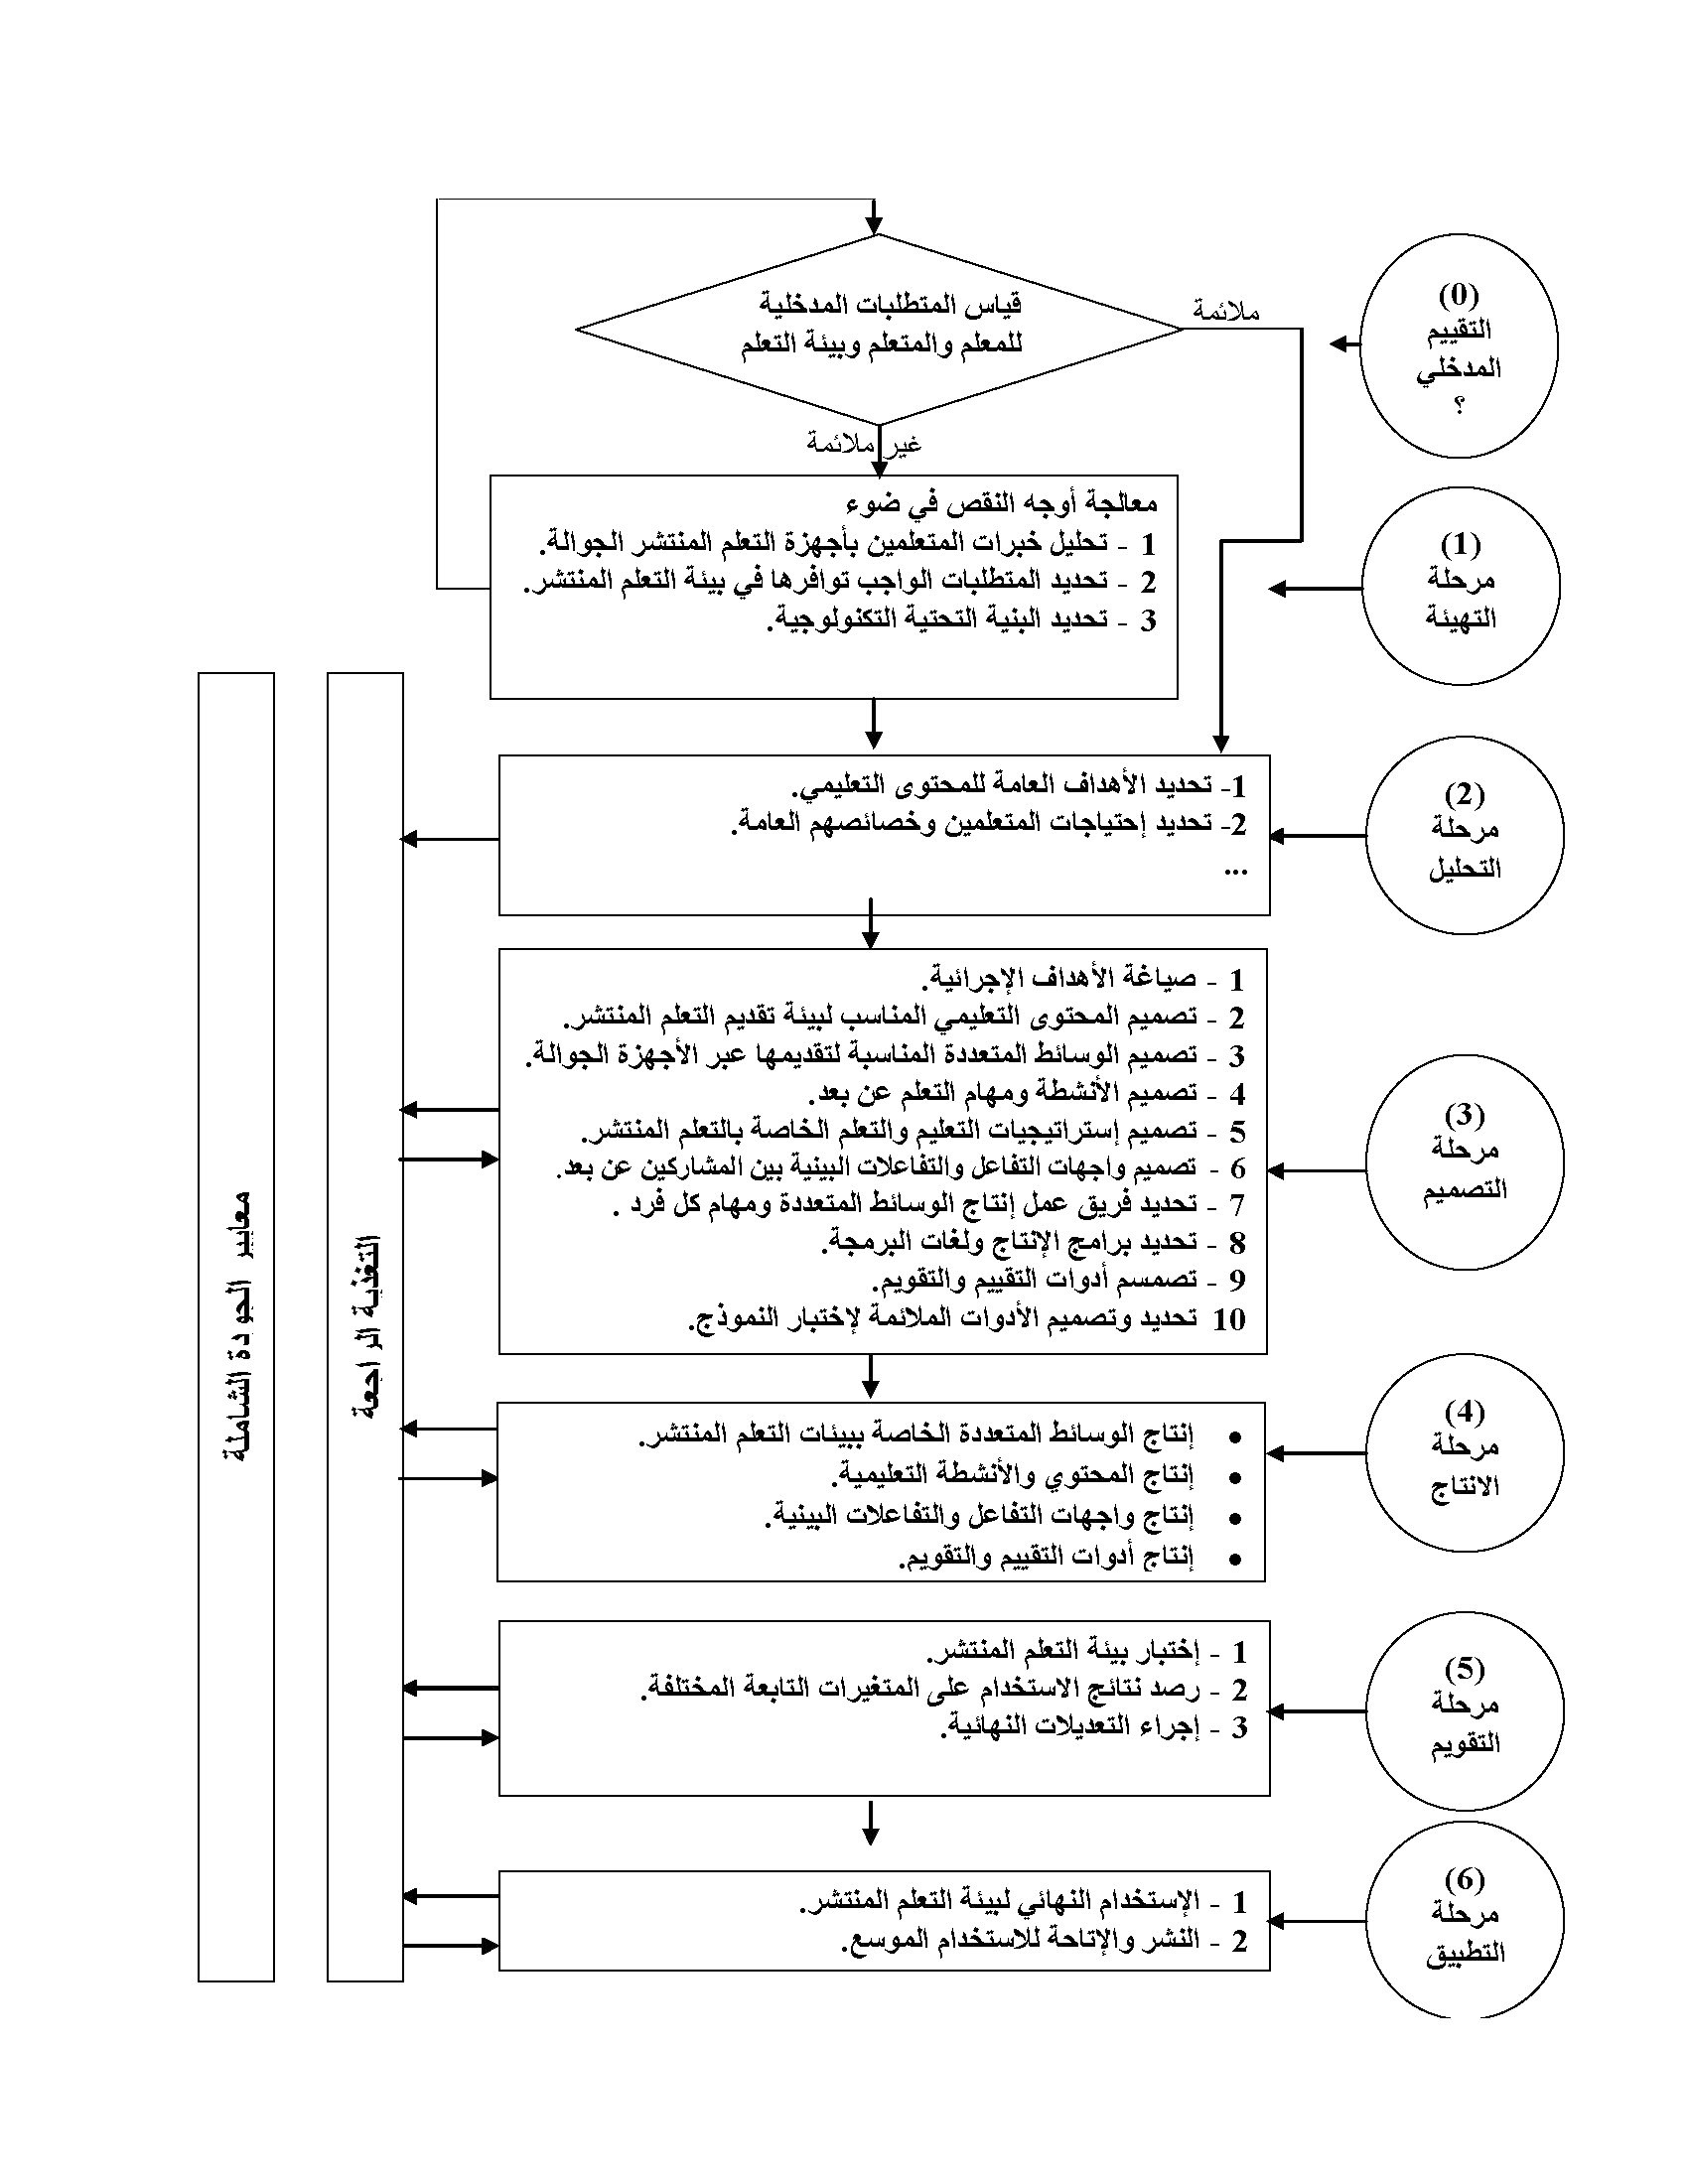 (0)
التقييم
المدخلي
؟
قياس المتطلبات المدخلية
للمعلم والمتعلم وبيئة التعلم
ملائمة
غير ملائمة
(1)
مرحلة
التهيئة
معالجة أوجه النقص في ضوء
1 - تحليل خبرات المتعلمين بأجهزة التعلم المنتشر الجوالة.
2 - تحديد المتطلبات الواجب توافرها في بيئة التعلم المنتشر.
3 - تحديد البنية التحتية التكنولوجية.
(2)
مرحلة
التحليل
1- تحديد الأهداف العامة للمحتوى التعليمي.
2- تحديد إحتياجات المتعلمين وخصائصهم العامة.
...
(3)
مرحلة
التصميم
1 - صياغة الأهداف الإجرائية.
2 - تصميم المحتوى التعليمي المناسب لبيئة تقديم التعلم المنتشر.
3 - تصميم الوسائط المتعددة المناسبة لتقديمها عبر الأجهزة الجوالة.
4 - تصميم الأنشطة ومهام التعلم عن بعد.
5 - تصميم إستراتيجيات التعليم والتعلم الخاصة بالتعلم المنتشر.
6 - تصميم واجهات التفاعل والتفاعلات البينية بين المشاركين عن بعد.
7 - تحديد فريق عمل إنتاج الوسائط المتعددة ومهام كل فرد .
8 - تحديد برامج الإنتاج ولغات البرمجة.
9 - تصمسم أدوات التقييم والتقويم.
10 تحديد وتصميم الأدوات الملائمة لإختبار النموذج.
(4)
مرحلة
الانتاج
• إنتاج الوسائط المتعددة الخاصة ببيئات التعلم المنتشر.
• إنتاج المحتوي والأنشطة التعليمية.
• إنتاج واجهات التفاعل والتفاعلات البينية.
• إنتاج أدوات التقييم والتقويم.
(5)
مرحلة
التقويم
1 - إختبار بيئة التعلم المنتشر.
2 - رصد نتائج الاستخدام على المتغيرات التابعة المختلفة.
3 - إجراء التعديلات النهائية.
(6)
مرحلة
التطبيق
1 - الإستخدام النهائي لبيئة التعلم المنتشر.
2 - النشر والإتاحة للاستخدام الموسع.
التغذية الراجعة
معايير الجودة الشاملة